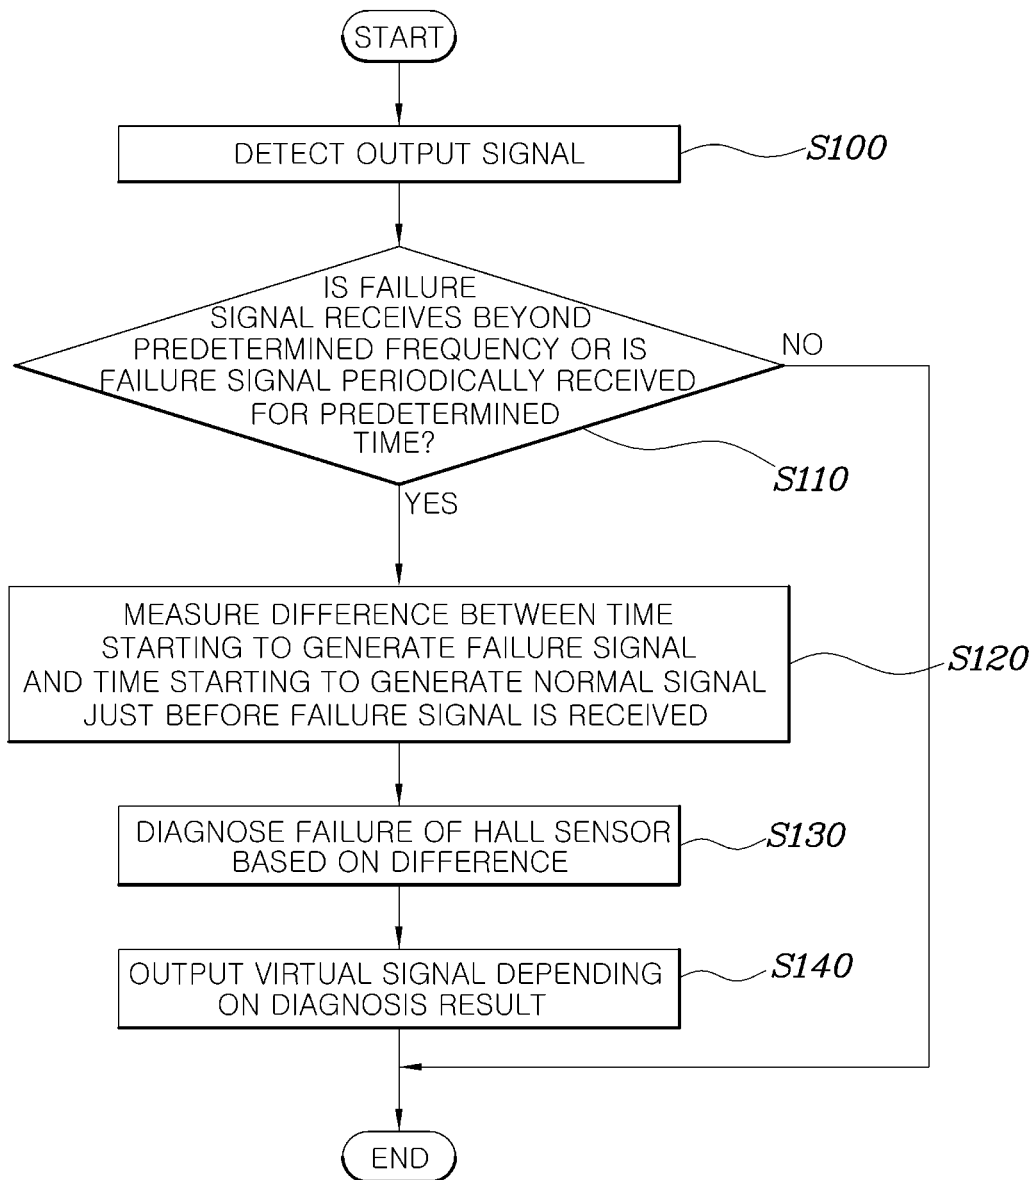 START
DETECT OUTPUT SIGNAL
S100
IS FAILURE
SIGNAL RECEIVES BEYOND
PREDETERMINED FREQUENCY OR IS
FAILURE SIGNAL PERIODICALLY RECEIVED
FOR PREDETERMINED
TIME?
NO
S110
YES
MEASURE DIFFERENCE BETWEEN TIME
STARTING TO GENERATE FAILURE SIGNAL
AND TIME STARTING TO GENERATE NORMAL SIGNAL
JUST BEFORE FAILURE SIGNAL IS RECEIVED
S120
DIAGNOSE FAILURE OF HALL SENSOR
BASED ON DIFFERENCE
S130
OUTPUT VIRTUAL SIGNAL DEPENDING
ON DIAGNOSIS RESULT
S140
END